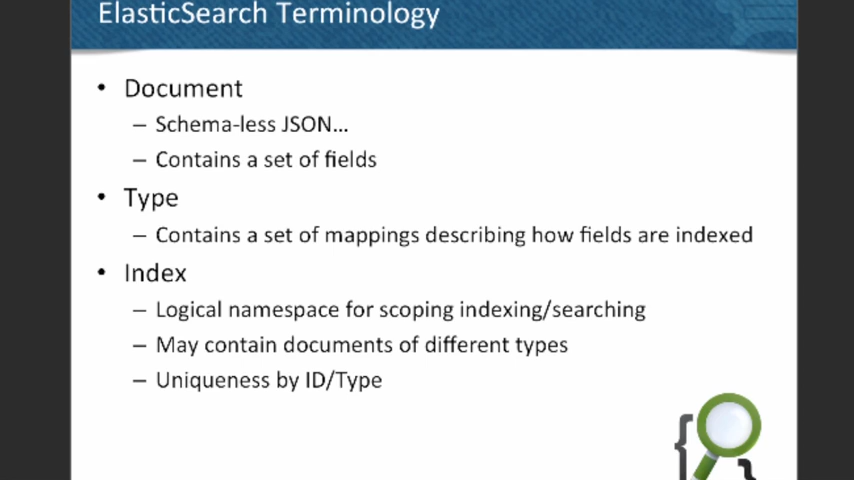 ElasticSearch Terminology
• Document
– Schema-less JSON...
– Contains a set of fields
• Type
– Contains a set of mappings describing how fields are indexed
• Index
– Logical namespace for scoping indexing/searching
– May contain documents of different types
– Uniqueness by ID/Type
{ }